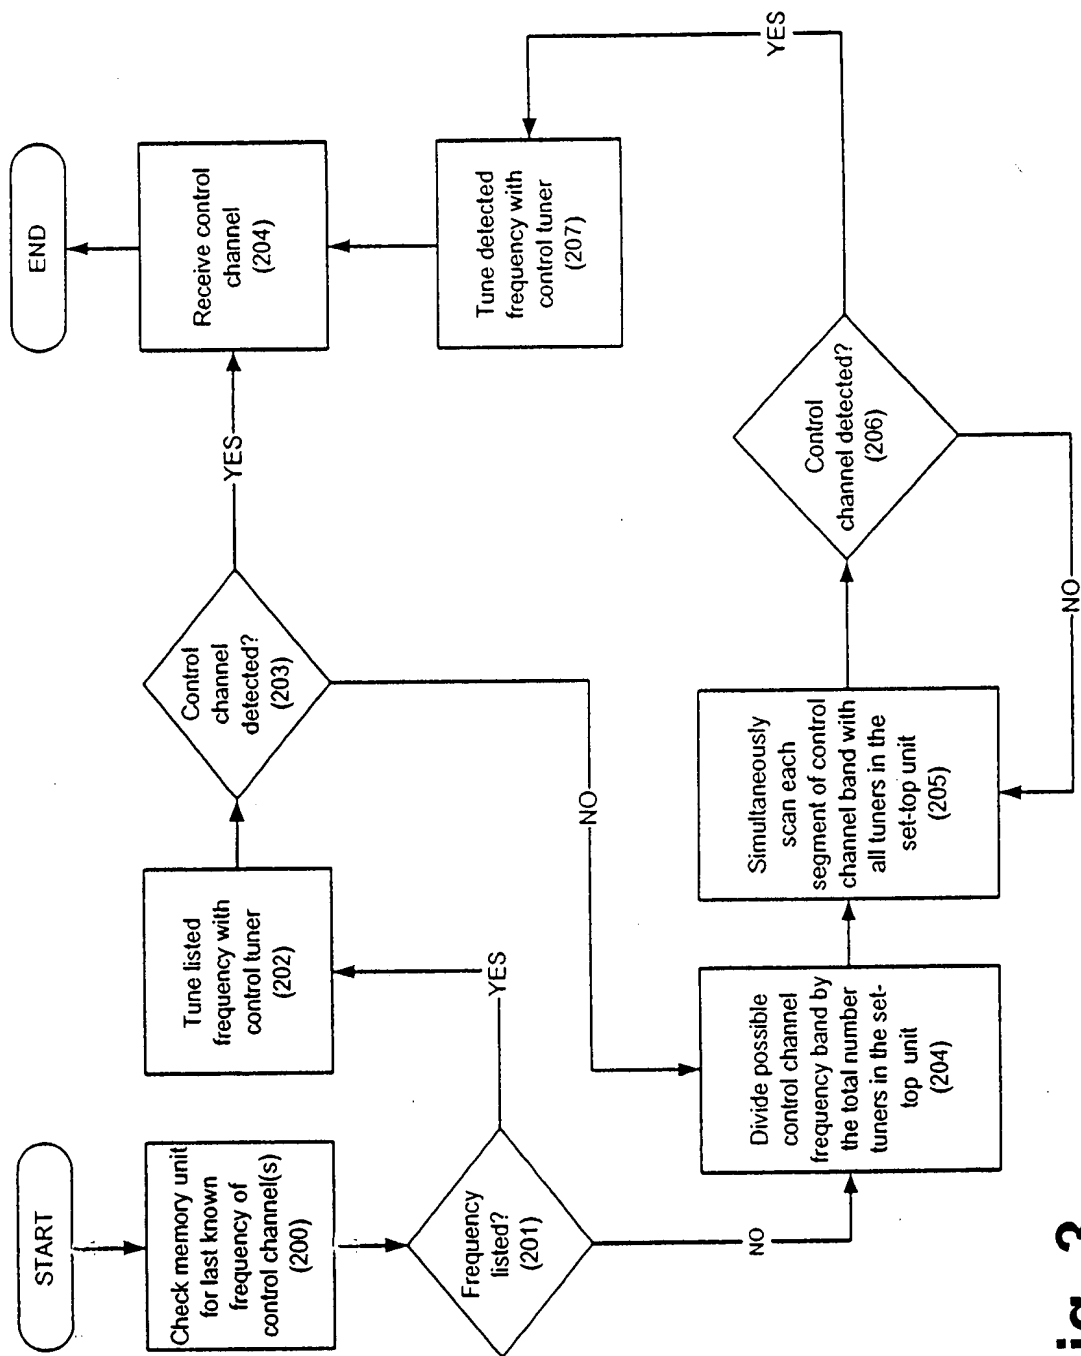 START
Check memory unit
for last known
frequency of
control channel(s)
(200)
Frequency
listed?
(201)
YES
NO
Tune listed
frequency with
control tuner
(202)
Control
channel
detected?
(203)
YES
NO
Receive control
channel
(204)
END
Divide possible
control channel
frequency band by
the total number
tuners in the set-
top unit
(204)
Simultaneously
scan each
segment of control
channel band with
all tuners in the
set-top unit
(205)
Control
channel detected?
(206)
NO
YES
Tune detected
frequency with
control tuner
(207)